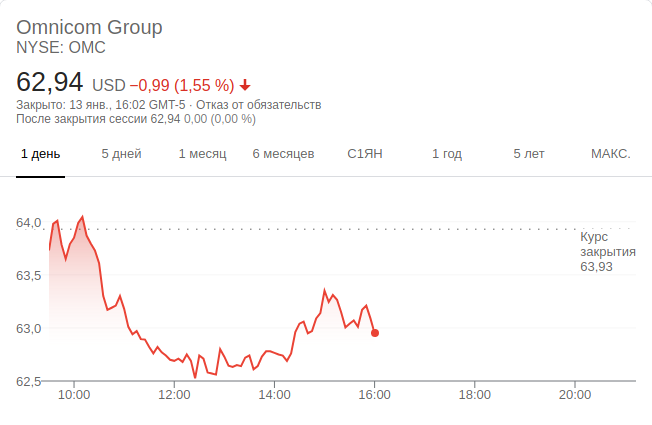 Omnicom Group
NYSE: OMC
62,94 USD −0,99 (1,55 %)
Закрыто: 13 янв., 16:02 GMT-5 · Отказ от обязательств
После закрытия сессии 62,94 0,00 (0,00 %)
1 день 5 дней 1 месяц 6 месяцев С1ЯН 1 год 5 лет МАКС.
64,0
Курс
закрытия
63,93
63,5
63,0
62,5
10:00 12:00 14:00 16:00 18:00 20:00